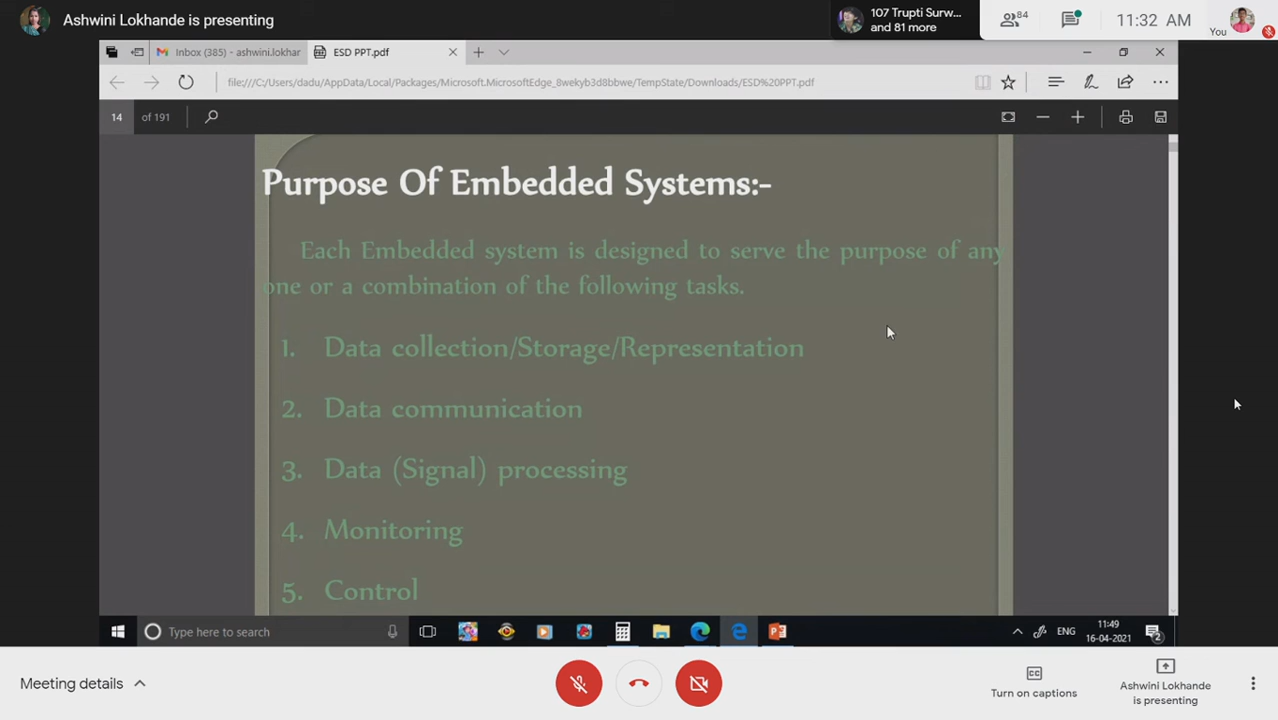 Ashwini Lokhande is presenting
107 Trupti Surw...
and 81 more
84
11:32 AM
You
Inbox (385) - ashwini.lokhar
ESD PPT.pdf
file:///C:/Users/dadu/AppData/Local/Packages/Microsoft.MicrosoftEdge_8wekyb3d8bbwe/TempState/Downloads/ESD%20PPT.pdf
14 of 191
Purpose Of Embedded Systems:-
Each Embedded system is designed to serve the purpose of any
one or a combination of the following tasks.
1. Data collection/Storage/Representation
2. Data communication
3. Data (Signal) processing
4. Monitoring
5. Control
Type here to search
ENG
11:49
16-04-2021
2
Meeting details
Turn on captions
Ashwini Lokhande
is presenting